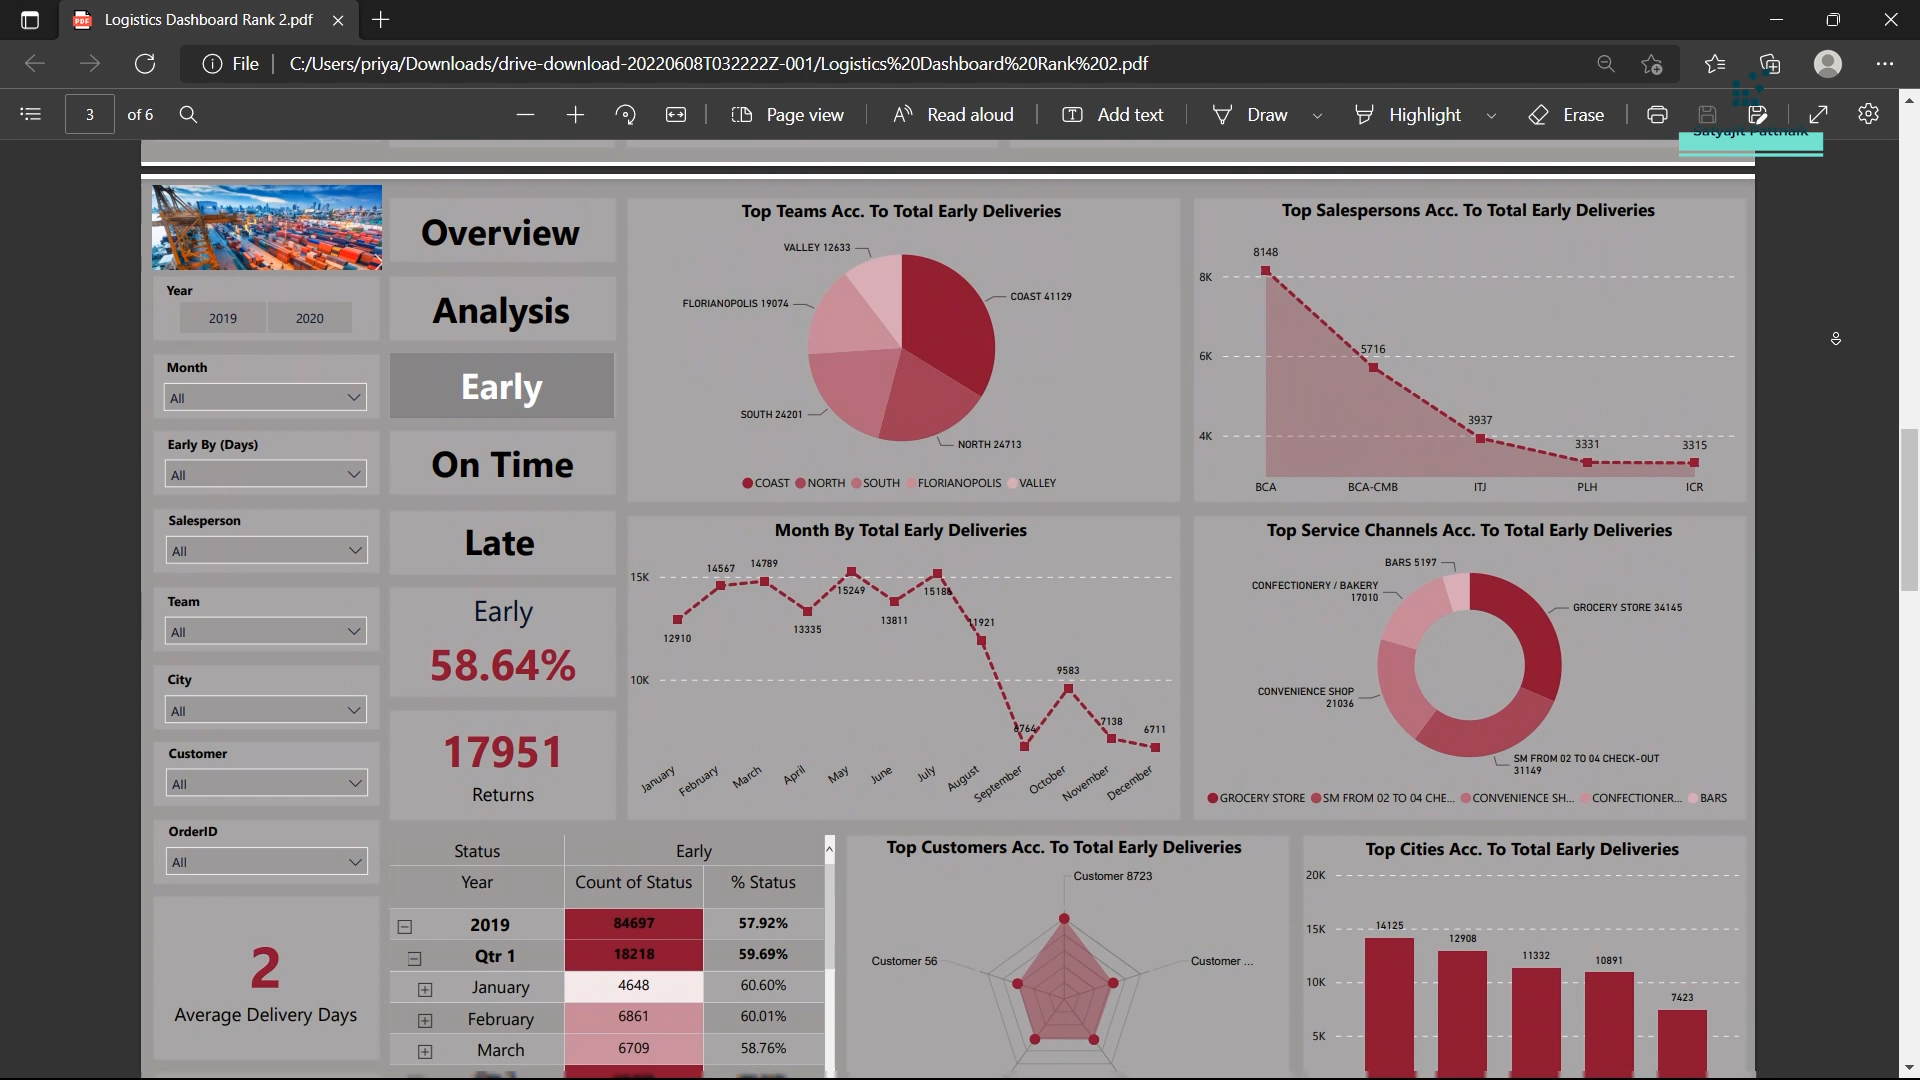 Logistics Dashboard Rank 2.pdf
File
C:/Users/priya/Downloads/drive-download-20220608T032222Z-001/Logistics%20Dashboard%20Rank%202.pdf
3 of 6
Page view
Read aloud
Add text
Draw
Highlight
Erase
Satyajit Pattnaik
Year
2019 2020
Month
All
Early By (Days)
All
Salesperson
All
Team
All
City
All
Customer
All
OrderID
All
2
Average Delivery Days
Overview
Analysis
Early
On Time
Late
Early
58.64%
17951
Returns
Top Teams Acc. To Total Early Deliveries
VALLEY 12633
COAST 41129
FLORIANOPOLIS 19074
SOUTH 24201
NORTH 24713
COAST NORTH SOUTH FLORIANOPOLIS VALLEY
Top Salespersons Acc. To Total Early Deliveries
8148
8K
6K
5716
4K
3937
3331
3315
BCA BCA-CMB ITJ PLH ICR
Month By Total Early Deliveries
15K
10K
12910
14567
14789
13335
15249
13811
15186
11921
6764
9583
7138
6711
January February March April May June July August September October November December
Top Service Channels Acc. To Total Early Deliveries
BARS 5197
CONFECTIONERY / BAKERY
17010
GROCERY STORE 34145
CONVENIENCE SHOP
21036
SM FROM 02 TO 04 CHECK-OUT
31149
GROCERY STORE SM FROM 02 TO 04 CHE... CONVENIENCE SH... CONFECTIONER... BARS
Status Early
Year Count of Status % Status
2019 84697 57.92%
Qtr 1 18218 59.69%
January 4648 60.60%
February 6861 60.01%
March 6709 58.76%
Top Customers Acc. To Total Early Deliveries
Customer 8723
Customer 56
Customer ...
Top Cities Acc. To Total Early Deliveries
20K
15K
10K
5K
14125
12908
11332
10891
7423